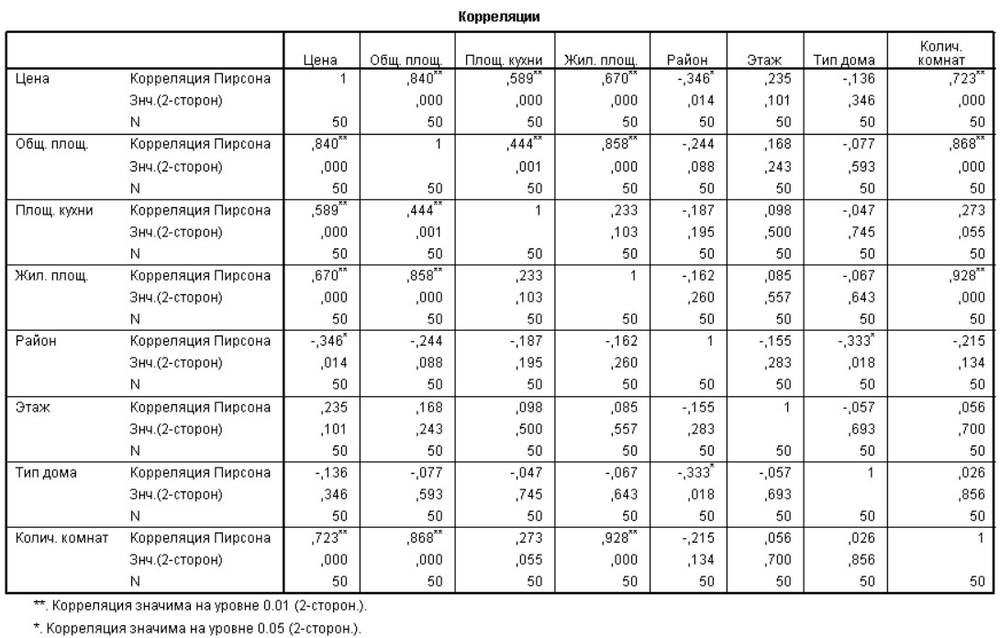 Корреляции
Цена Общ. площ. Площ. кухни Жил. площ. Район Этаж Тип дома Колич. комнат
Цена Корреляция Пирсона 1 ,840** ,589** ,670** -,346* ,235 -,136 ,723**
Знч.(2-сторон) ,000 ,000 ,000 ,014 ,101 ,346 ,000
N 50 50 50 50 50 50 50 50
Общ. площ. Корреляция Пирсона ,840** 1 ,444** ,858** -,244 ,168 -,077 ,868**
Знч.(2-сторон) ,000 ,001 ,000 ,088 ,243 ,593 ,000
N 50 50 50 50 50 50 50 50
Площ. кухни Корреляция Пирсона ,589** ,444** 1 ,233 -,187 ,098 -,047 ,273
Знч.(2-сторон) ,000 ,001 ,103 ,195 ,500 ,745 ,055
N 50 50 50 50 50 50 50 50
Жил. площ. Корреляция Пирсона ,670** ,858** ,233 1 -,162 ,085 -,067 ,928**
Знч.(2-сторон) ,000 ,000 ,103 ,260 ,557 ,643 ,000
N 50 50 50 50 50 50 50 50
Район Корреляция Пирсона -,346* -,244 -,187 -,162 1 -,155 -,333* -,215
Знч.(2-сторон) ,014 ,088 ,195 ,260 ,283 ,018 ,134
N 50 50 50 50 50 50 50 50
Этаж Корреляция Пирсона ,235 ,168 ,098 ,085 -,155 1 -,057 ,056
Знч.(2-сторон) ,101 ,243 ,500 ,557 ,283 ,693 ,700
N 50 50 50 50 50 50 50 50
Тип дома Корреляция Пирсона -,136 -,077 -,047 -,067 -,333* -,057 1 ,026
Знч.(2-сторон) ,346 ,593 ,745 ,643 ,018 ,693 ,856
N 50 50 50 50 50 50 50 50
Колич. комнат Корреляция Пирсона ,723** ,868** ,273 ,928** -,215 ,056 ,026 1
Знч.(2-сторон) ,000 ,000 ,055 ,000 ,134 ,700 ,856
N 50 50 50 50 50 50 50 50
**. Корреляция значима на уровне 0.01 (2-сторон.).
*. Корреляция значима на уровне 0.05 (2-сторон.).